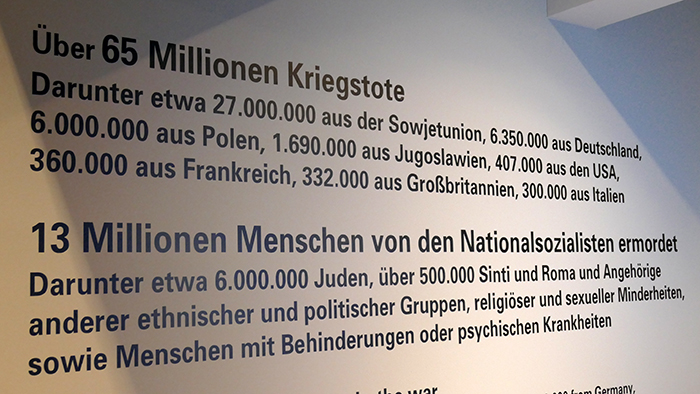 Über 65 Millionen Kriegstote
Darunter etwa 27.000.000 aus der Sowjetunion, 6.350.000 aus Deutschland,
6.000.000 aus Polen, 1.690.000 aus Jugoslawien, 407.000 aus den USA,
360.000 aus Frankreich, 332.000 aus Großbritannien, 300.000 aus Italien
13 Millionen Menschen von den Nationalsozialisten ermordet
Darunter etwa 6.000.000 Juden, über 500.000 Sinti und Roma und Angehörige
anderer ethnischer und politischer Gruppen, religiöser und sexueller Minderheiten,
sowie Menschen mit Behinderungen oder psychischen Krankheiten
the war
from Germany,